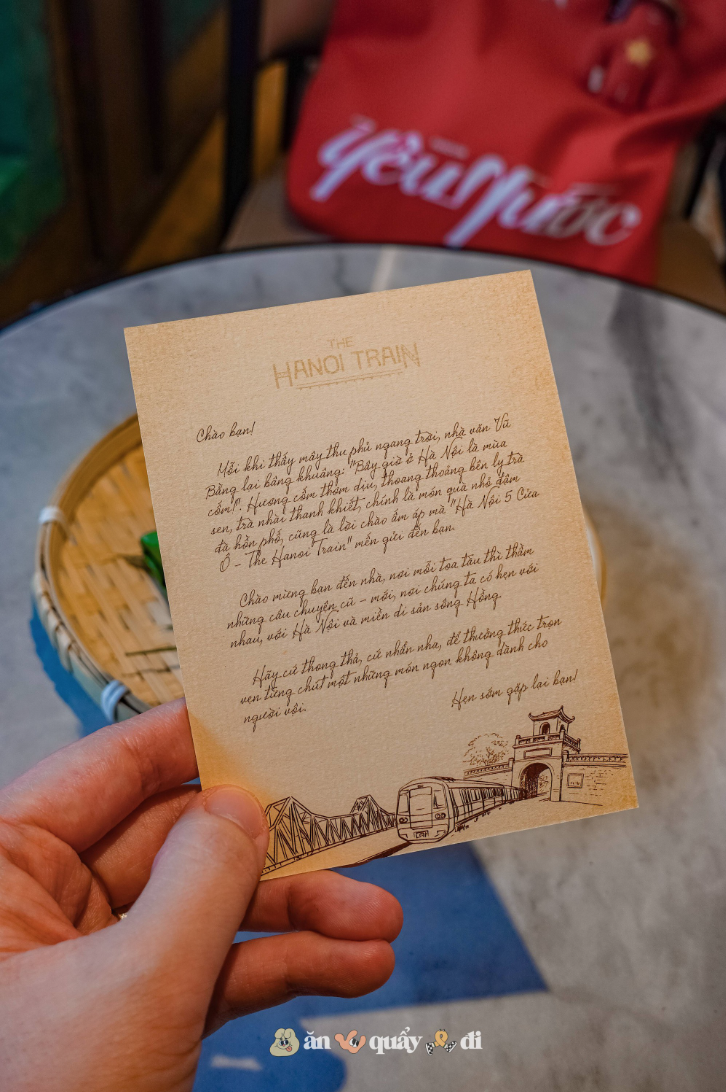 Yêu Nước
THE
HANOI TRAIN
Chào bạn!
Mỗi khi thấy mây thu phủ ngang trời, nhà văn Vũ
Bằng lại bâng khuâng: "Bây giờ ở Hà Nội là mùa
cốm!". Hương cốm thơm dịu, thoang thoảng bên ly trà
sen, trà nhài thanh khiết, chính là món quà nhỏ đậm
đà hồn phố, cũng là lời chào ấm áp mà "Hà Nội 5 Cửa
Ô - The Hanoi Train" mến gửi đến bạn.
Chào mừng bạn đến nhà, nơi mỗi toa tàu thì thầm
những câu chuyện cũ - mới, nơi chúng ta có hẹn với
nhau, với Hà Nội và miền di sản sông Hồng.
Hãy cứ thong thả, cứ nhẩn nha, để thưởng thức trọn
vẹn từng chút một những món ngon không dành cho
người vội.
Hẹn sớm gặp lại bạn!
ăn quẩy đi